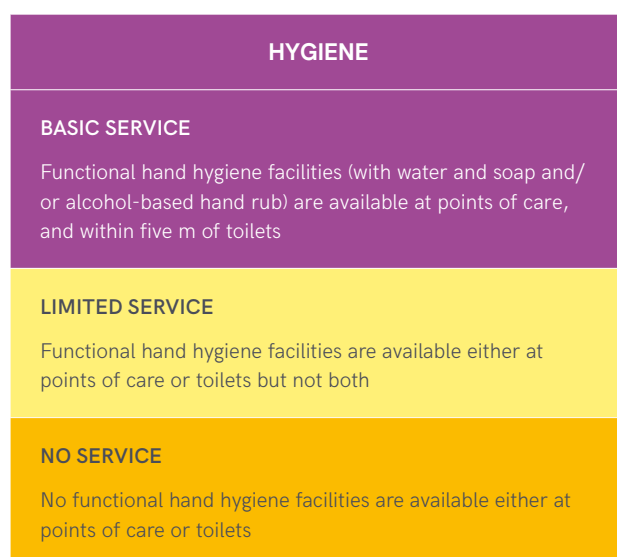 HYGIENE
BASIC SERVICE
Functional hand hygiene facilities (with water and soap and/
or alcohol-based hand rub) are available at points of care,
and within five m of toilets
LIMITED SERVICE
Functional hand hygiene facilities are available either at
points of care or toilets but not both
NO SERVICE
No functional hand hygiene facilities are available either at
points of care or toilets